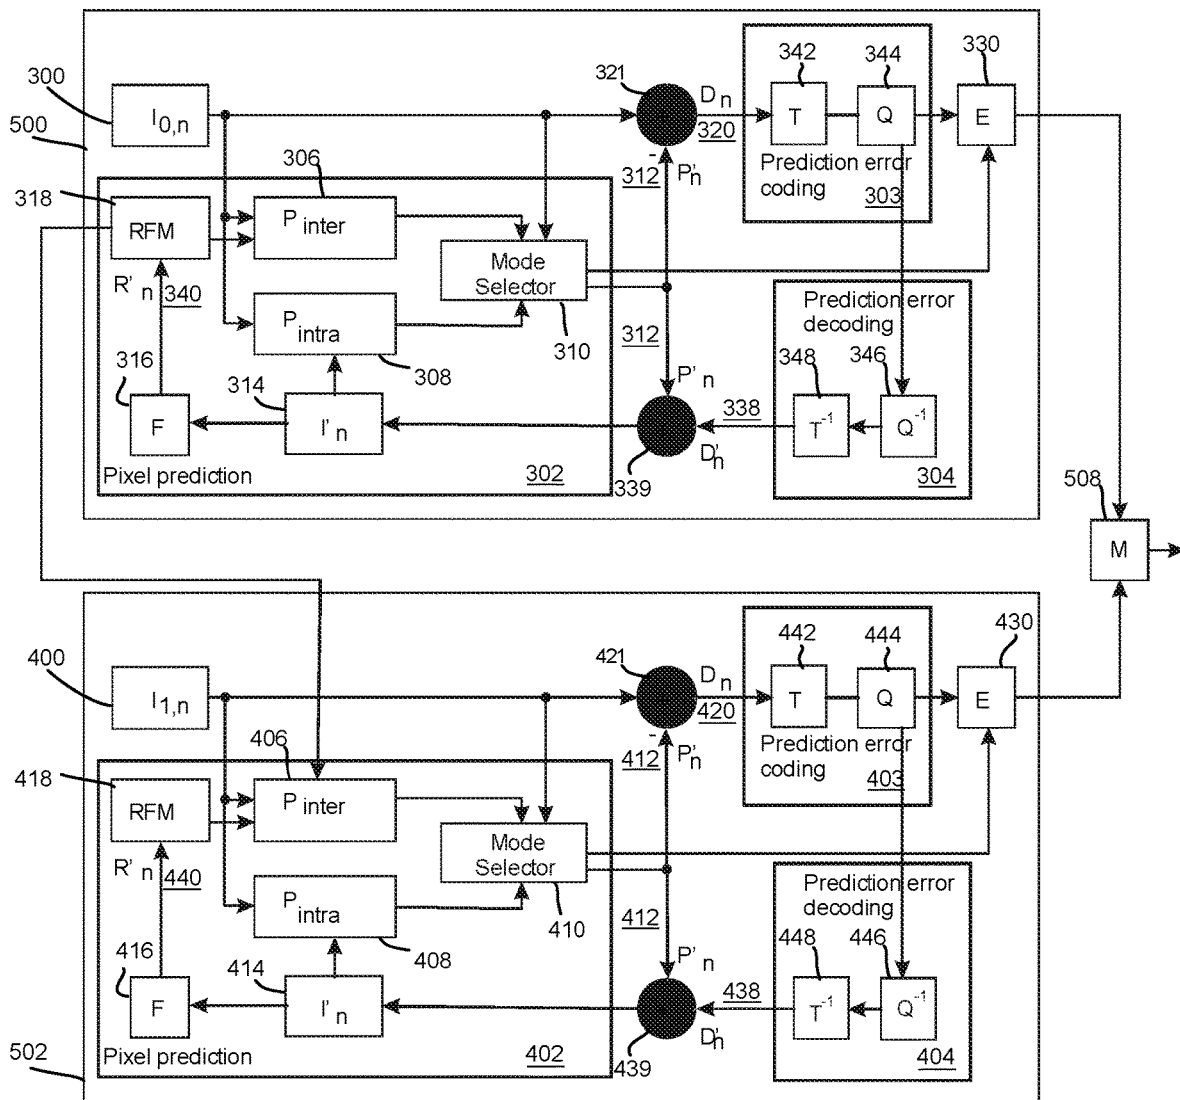 300
I0,n
500
321
Dn
320
342
344
T
Q
Prediction error
coding
303
330
E
-
312
P'n
318
RFM
306
Pinter
R'n
340
Mode
Selector
310
Pintra
308
312
P'n
Prediction error
decoding
348
346
T-1
Q-1
304
338
D'n
339
316
F
314
I'n
Pixel prediction
302
508
M
400
I1,n
421
Dn
420
442
444
T
Q
Prediction error
coding
403
430
E
-
412
P'n
418
RFM
406
Pinter
R'n
440
Mode
Selector
410
Pintra
408
412
P'n
Prediction error
decoding
448
446
T-1
Q-1
404
438
D'n
439
416
F
414
I'n
Pixel prediction
402
502